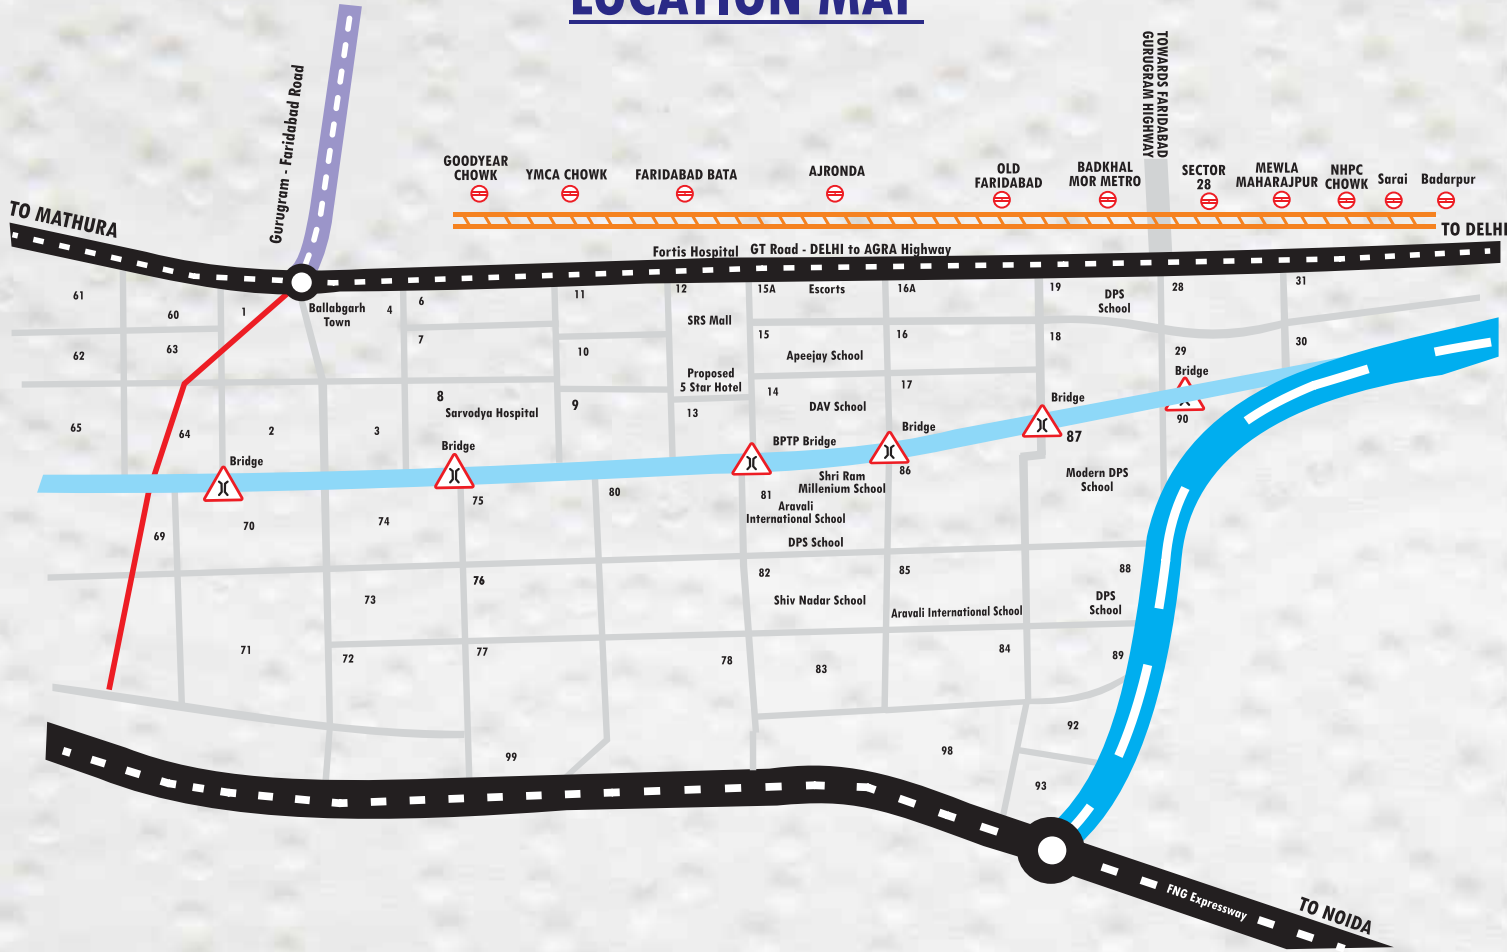 LOCATION MAP
TOWARDS FARIDABAD
GURUGRAM HIGHWAY
Gurugram - Faridabad Road
GOODYEAR
CHOWK
YMCA CHOWK
FARIDABAD BATA
AJRONDA
OLD
FARIDABAD
BADKHAL
MOR METRO
SECTOR
28
MEWLA
MAHARAJPUR
NHPC
CHOWK
Sarai
Badarpur
TO MATHURA
TO DELHI
Fortis Hospital
GT Road - DELHI to AGRA Highway
61
60
1
Ballabgarh
Town
4
6
11
12
15A
Escorts
16A
19
DPS
School
28
31
62
63
7
10
SRS Mall
15
16
18
29
30
Apeejay School
Proposed
5 Star Hotel
14
17
Bridge
65
64
2
3
8
Sarvodya Hospital
9
13
DAV School
Bridge
90
Bridge
Bridge
BPTP Bridge
Bridge
87
86
Shri Ram
Millenium School
Modern DPS
School
69
70
74
75
80
81
Aravali
International School
DPS School
76
82
85
88
73
Shiv Nadar School
Aravali International School
DPS
School
71
72
77
78
83
84
89
99
98
92
93
FNG Expressway
TO NOIDA